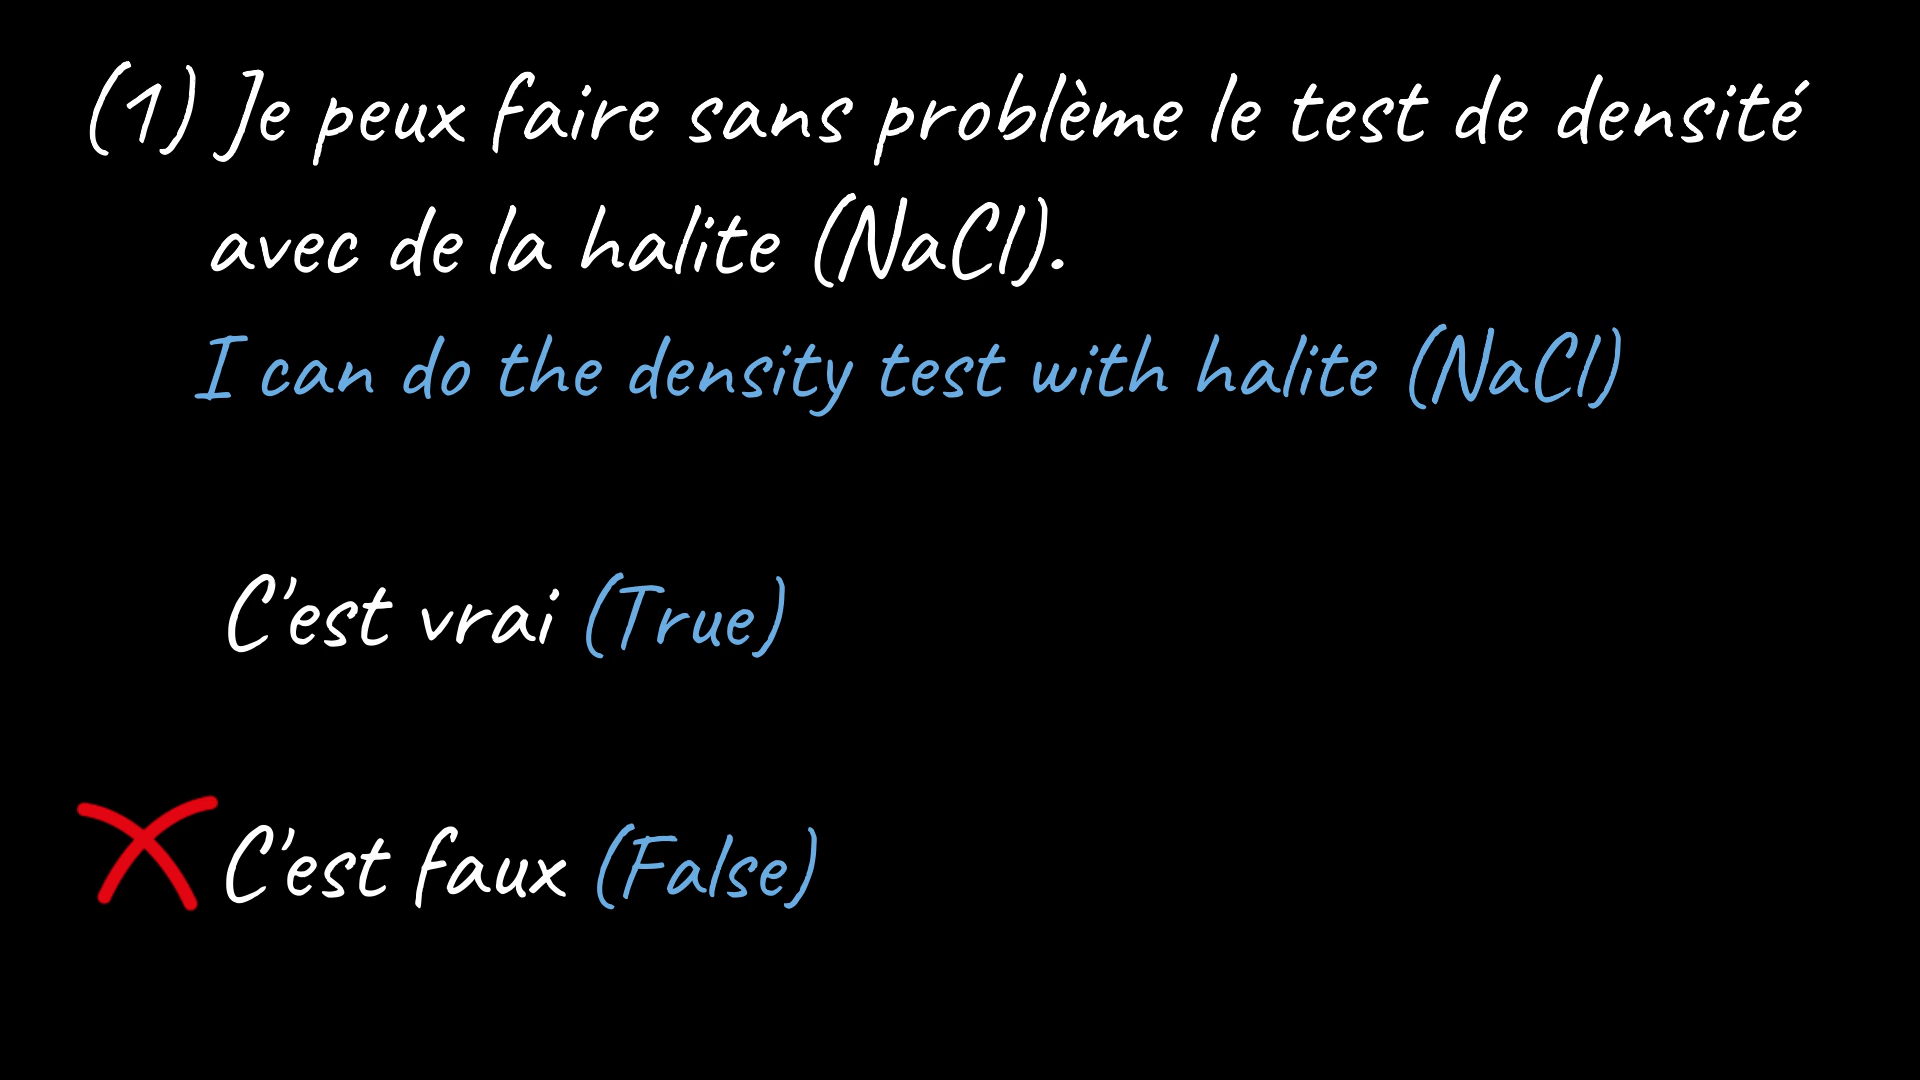 (1) Je peux faire sans problème le test de densité
avec de la halite (NaCl).
I can do the density test with halite (NaCl)
C'est vrai (True)
C'est faux (False)